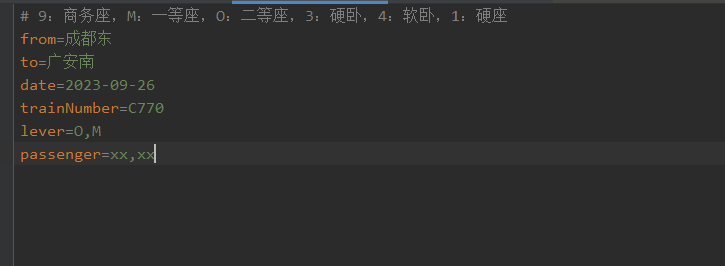 # 9: 商务座，M: 一等座，O: 二等座，3: 硬卧，4: 软卧，1: 硬座
from=成都东
to=广安南
date=2023-09-26
trainNumber=C770
lever=O,M
passenger=xx,xx